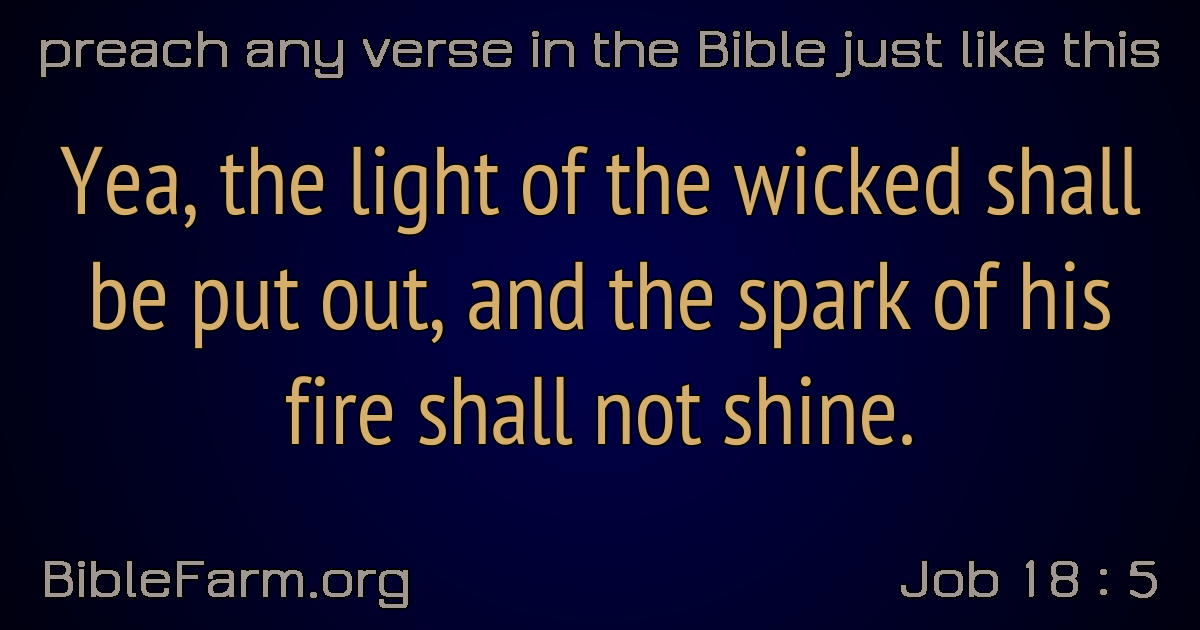 preach any verse in the Bible just like this
Yea, the light of the wicked shall
be put out, and the spark of his
fire shall not shine.
BibleFarm.org
Job 18 : 5